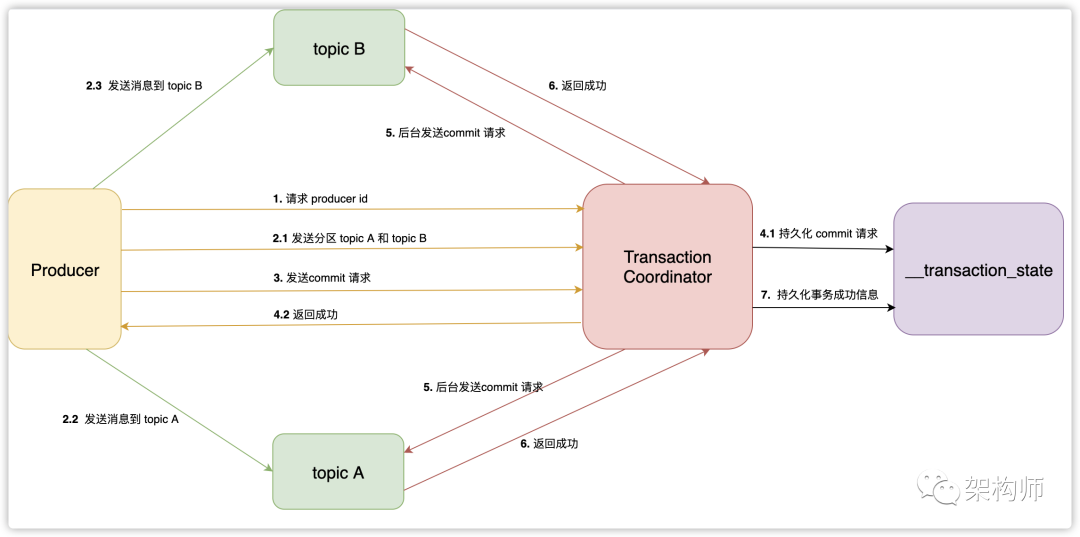 topic B
2.3 发送消息到 topic B
6. 返回成功
5. 后台发送commit 请求
1. 请求 producer id
2.1 发送分区 topic A 和 topic B
4.1 持久化 commit 请求
Producer
Transaction
Coordinator
__transaction_state
3. 发送commit 请求
7. 持久化事务成功信息
4.2 返回成功
5. 后台发送commit 请求
2.2 发送消息到 topic A
6. 返回成功
topic A
架构师